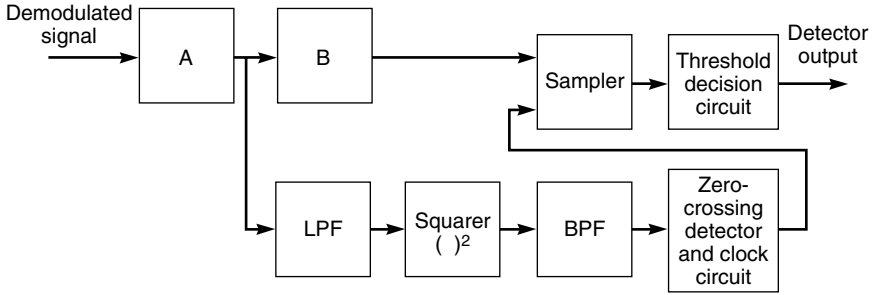 Demodulated
signal
A
B
Sampler
Threshold
decision
circuit
Detector
output
LPF
Squarer
( )²
BPF
Zero-
crossing
detector
and clock
circuit